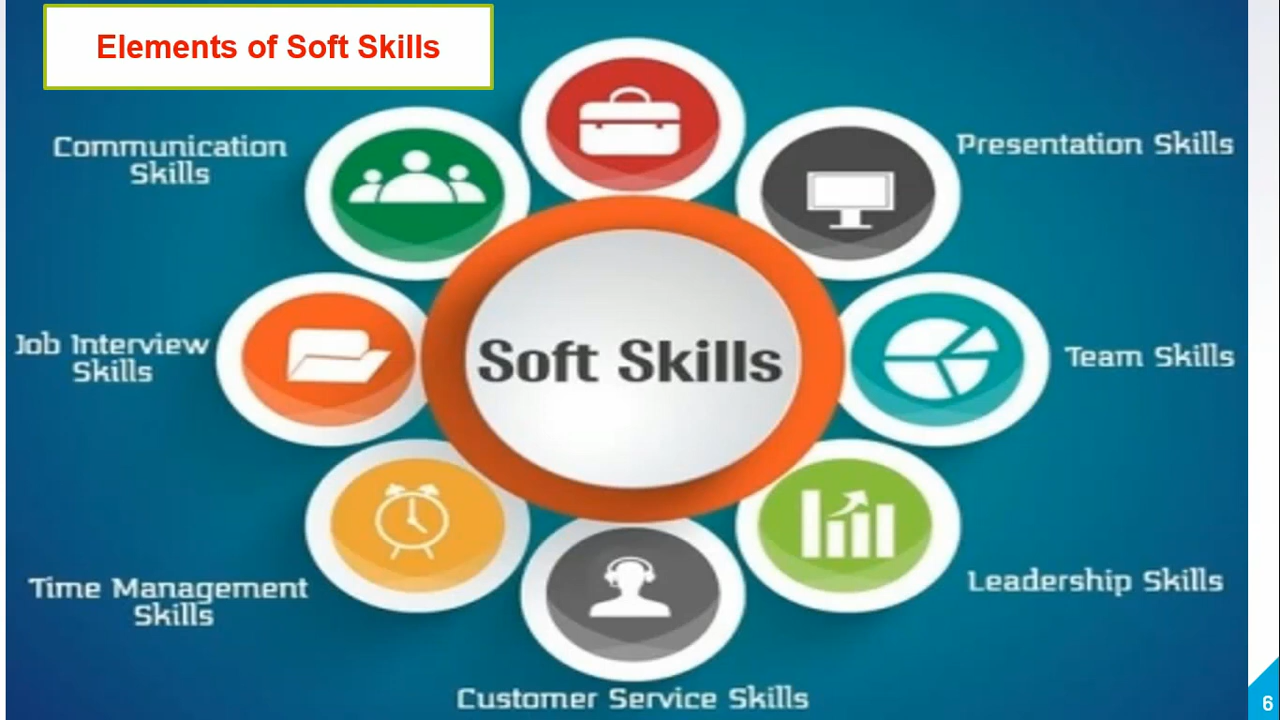 Elements of Soft Skills
Communication
Skills
Presentation Skills
Job Interview
Skills
Soft Skills
Team Skills
Time Management
Skills
Leadership Skills
Customer Service Skills
6